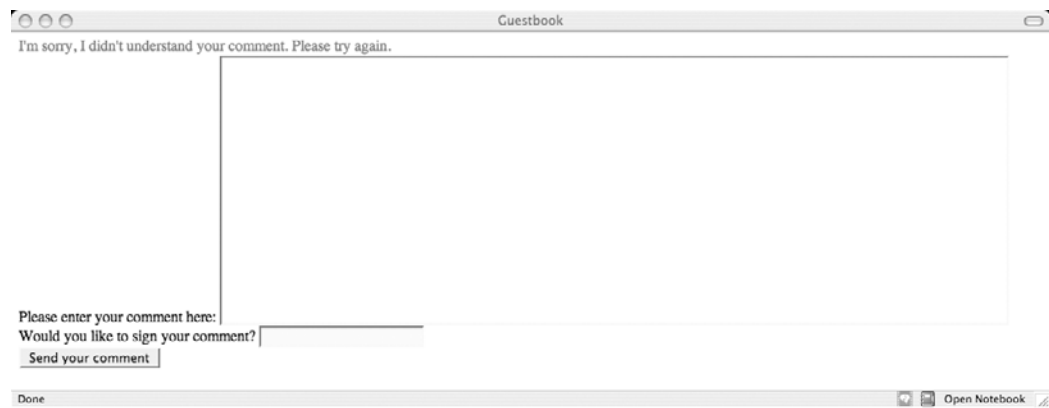 Guestbook
I'm sorry, I didn't understand your comment. Please try again.
Please enter your comment here:
Would you like to sign your comment?
Send your comment
Done
Open Notebook